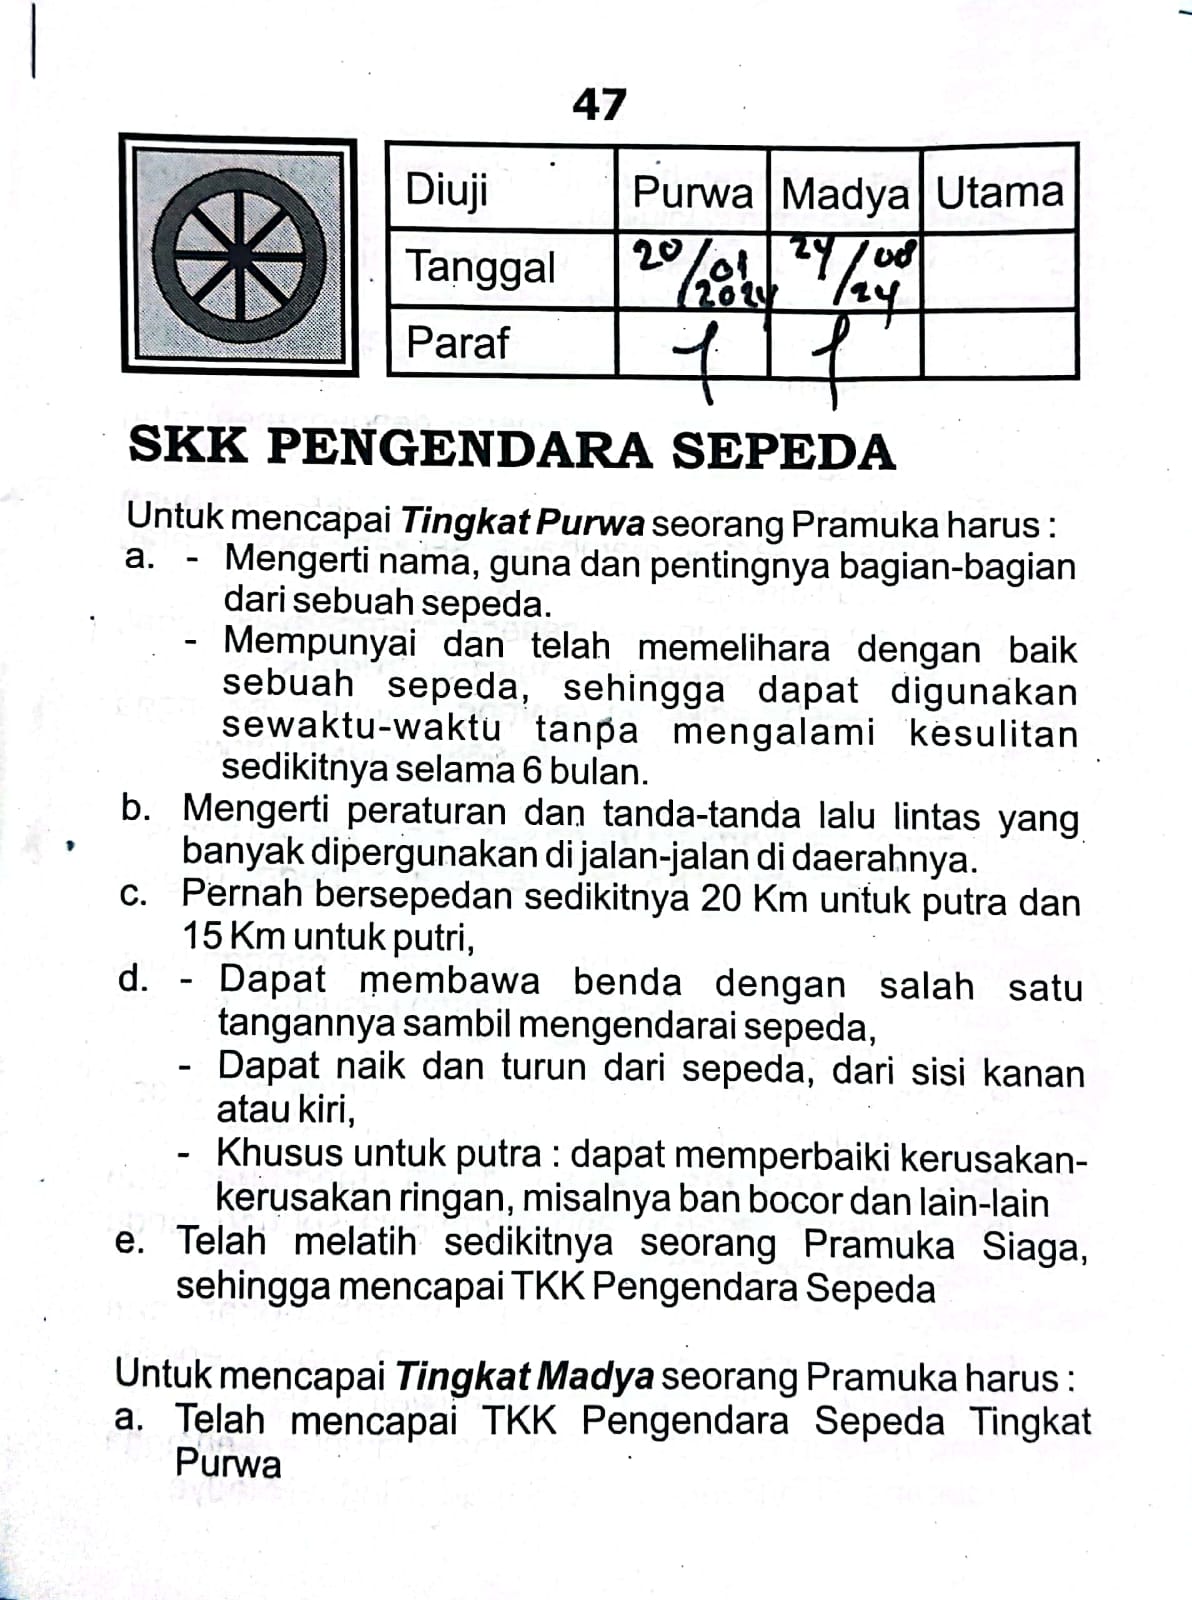 47
Diuji Purwa Madya Utama
Tanggal 20/01/2024 24/08/24
Paraf
SKK PENGENDARA SEPEDA
Untuk mencapai Tingkat Purwa seorang Pramuka harus :
a. - Mengerti nama, guna dan pentingnya bagian-bagian
dari sebuah sepeda.
- Mempunyai dan telah memelihara dengan baik
sebuah sepeda, sehingga dapat digunakan
sewaktu-waktu tanpa mengalami kesulitan
sedikitnya selama 6 bulan.
b. Mengerti peraturan dan tanda-tanda lalu lintas yang
banyak dipergunakan di jalan-jalan di daerahnya.
c. Pernah bersepedan sedikitnya 20 Km untuk putra dan
15 Km untuk putri,
d. - Dapat membawa benda dengan salah satu
tangannya sambil mengendarai sepeda,
- Dapat naik dan turun dari sepeda, dari sisi kanan
atau kiri,
- Khusus untuk putra : dapat memperbaiki kerusakan-
kerusakan ringan, misalnya ban bocor dan lain-lain
e. Telah melatih sedikitnya seorang Pramuka Siaga,
sehingga mencapai TKK Pengendara Sepeda
Untuk mencapai Tingkat Madya seorang Pramuka harus :
a. Telah mencapai TKK Pengendara Sepeda Tingkat
Purwa